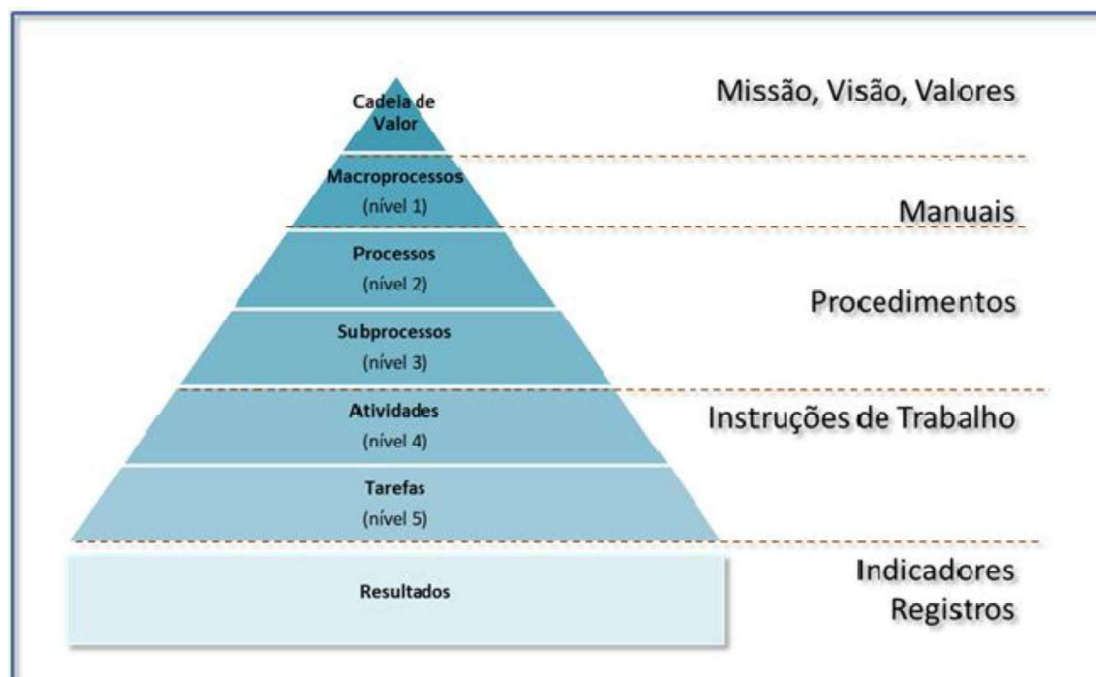 Cadeia de
Valor
Missão, Visão, Valores
Macroprocessos
(nível 1)
Manuais
Processos
(nível 2)
Procedimentos
Subprocessos
(nível 3)
Atividades
(nível 4)
Instruções de Trabalho
Tarefas
(nível 5)
Resultados
Indicadores
Registros